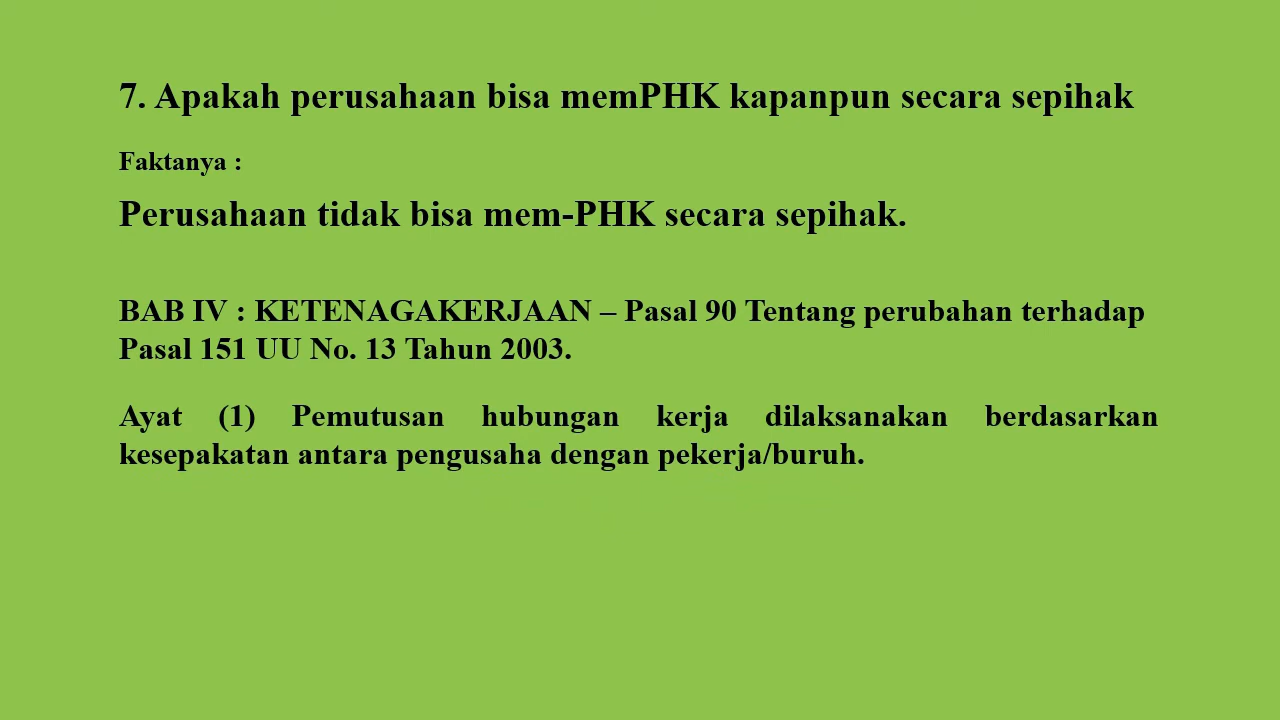 7. Apakah perusahaan bisa memPHK kapanpun secara sepihak
Faktanya :
Perusahaan tidak bisa mem-PHK secara sepihak.
BAB IV : KETENAGAKERJAAN – Pasal 90 Tentang perubahan terhadap
Pasal 151 UU No. 13 Tahun 2003.
Ayat (1) Pemutusan hubungan kerja dilaksanakan berdasarkan
kesepakatan antara pengusaha dengan pekerja/buruh.